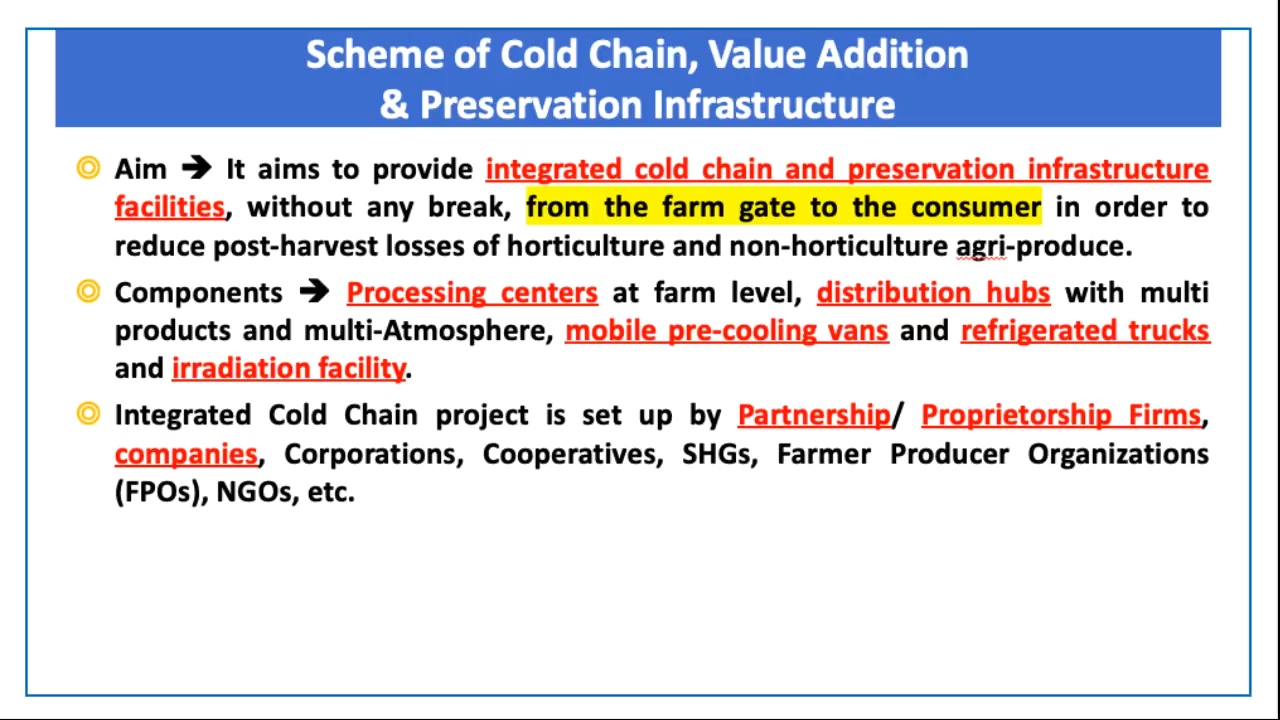 Scheme of Cold Chain, Value Addition
& Preservation Infrastructure
◎ Aim ➔ It aims to provide integrated cold chain and preservation infrastructure
facilities, without any break, from the farm gate to the consumer in order to
reduce post-harvest losses of horticulture and non-horticulture agri-produce.
◎ Components ➔ Processing centers at farm level, distribution hubs with multi
products and multi-Atmosphere, mobile pre-cooling vans and refrigerated trucks
and irradiation facility.
◎ Integrated Cold Chain project is set up by Partnership/ Proprietorship Firms,
companies, Corporations, Cooperatives, SHGs, Farmer Producer Organizations
(FPOs), NGOs, etc.